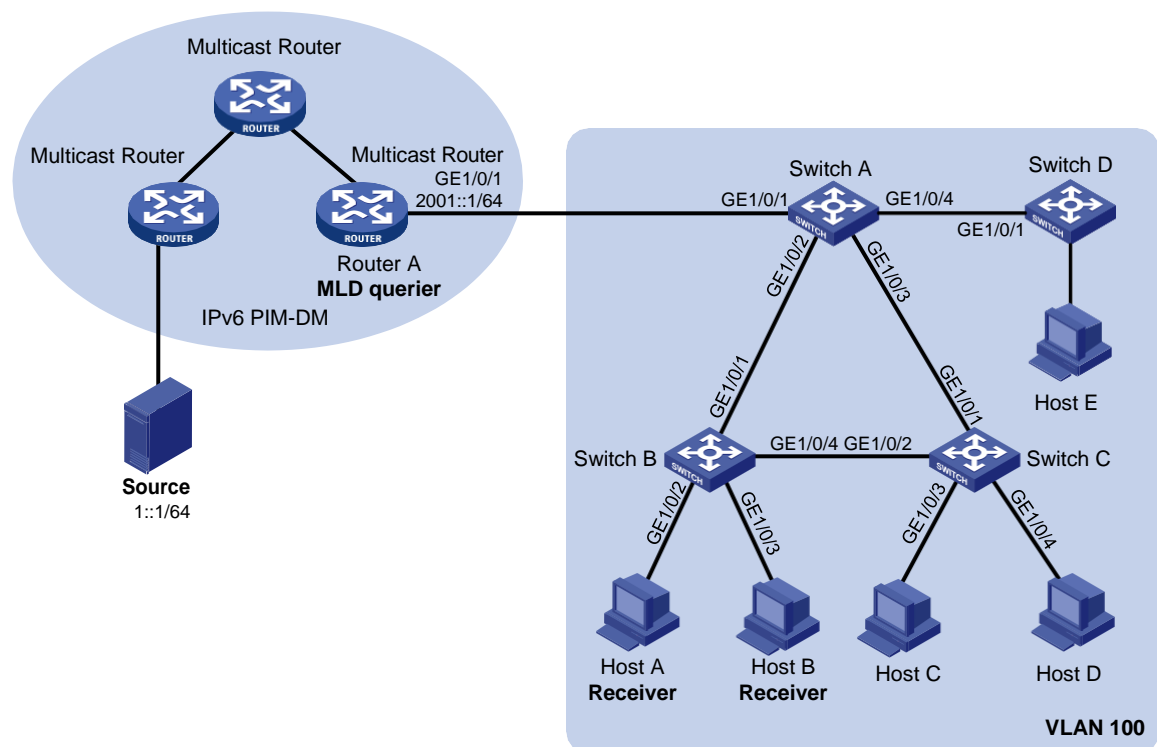 Multicast Router
ROUTER
Multicast Router
ROUTER
Multicast Router
GE1/0/1
2001::1/64
ROUTER
Router A
MLD querier
IPv6 PIM-DM
Source
1::1/64
Switch A
GE1/0/1
SWITCH
GE1/0/4
Switch D
GE1/0/1
SWITCH
GE1/0/2
GE1/0/3
Host E
GE1/0/1
GE1/0/1
Switch B
SWITCH
GE1/0/4 GE1/0/2
SWITCH
Switch C
GE1/0/2
GE1/0/3
GE1/0/3
GE1/0/4
Host A
Receiver
Host B
Receiver
Host C
Host D
VLAN 100